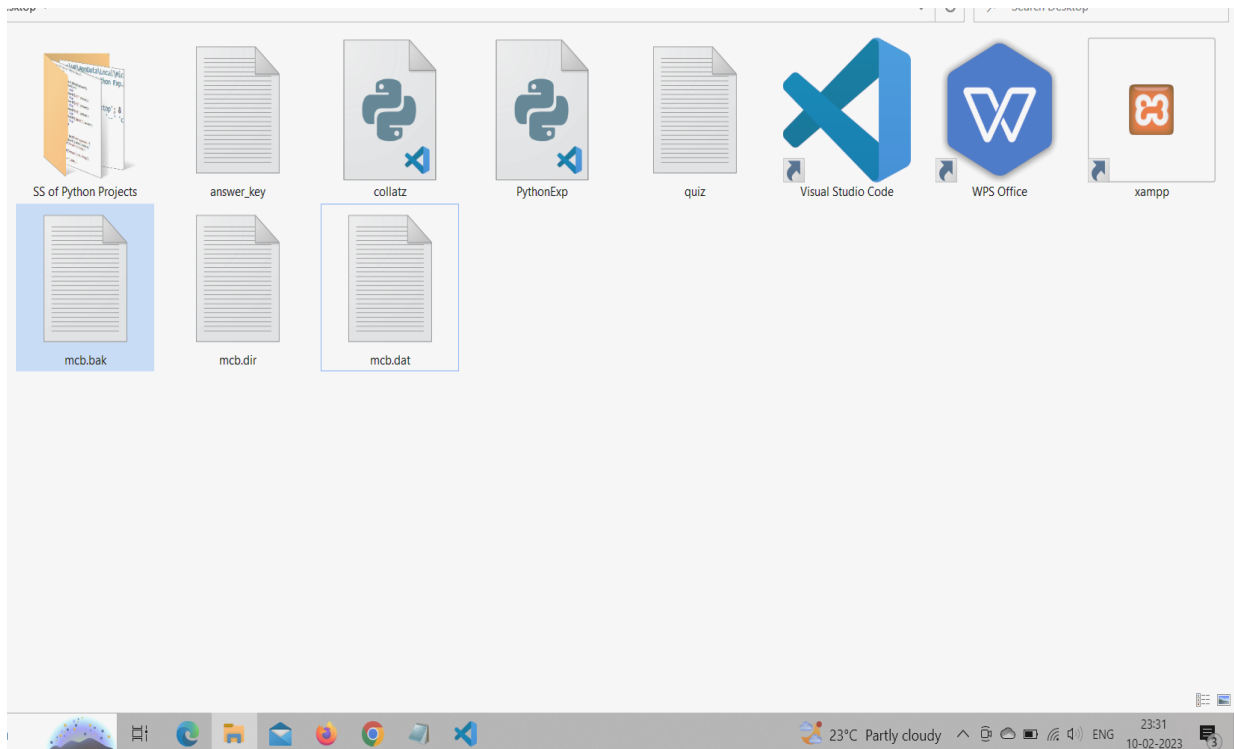 Search Desktop
SS of Python Projects
answer_key
collatz
PythonExp
quiz
Visual Studio Code
WPS Office
xampp
mcb.bak
mcb.dir
mcb.dat
23°C Partly cloudy
ENG
23:31
10-02-2023
3